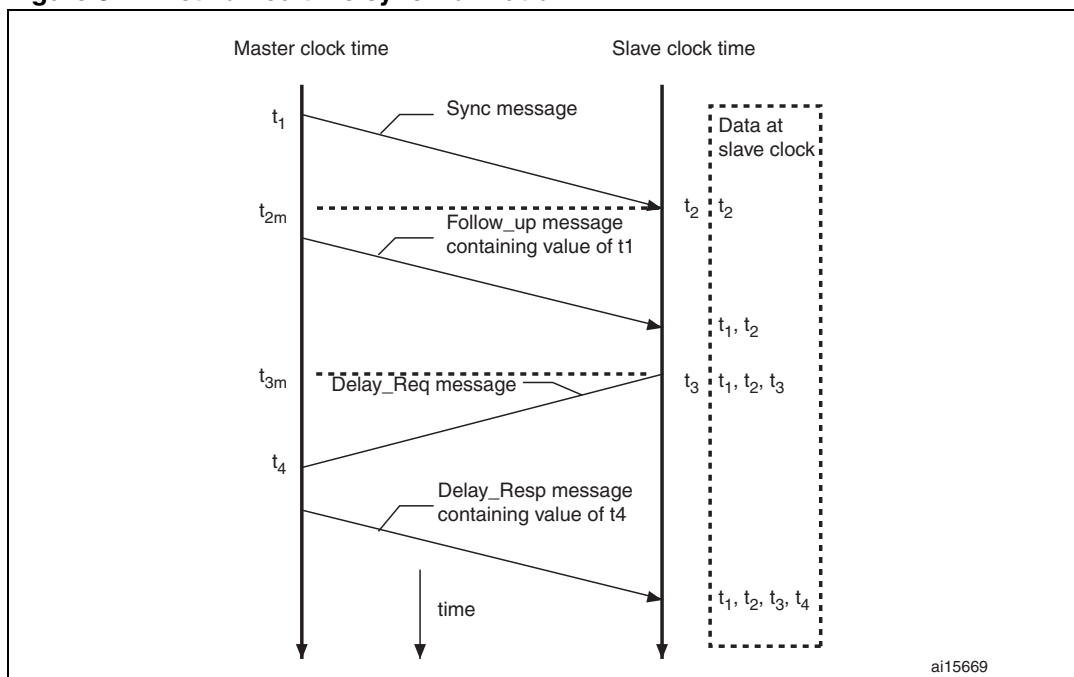 Master clock time
Slave clock time
t1
Sync message
Data at
slave clock
t2m
t2
t2
Follow_up message
containing value of t1
t1, t2
t3m
Delay_Req message
t3
t1, t2, t3
t4
Delay_Resp message
containing value of t4
t1, t2, t3, t4
time
ai15669